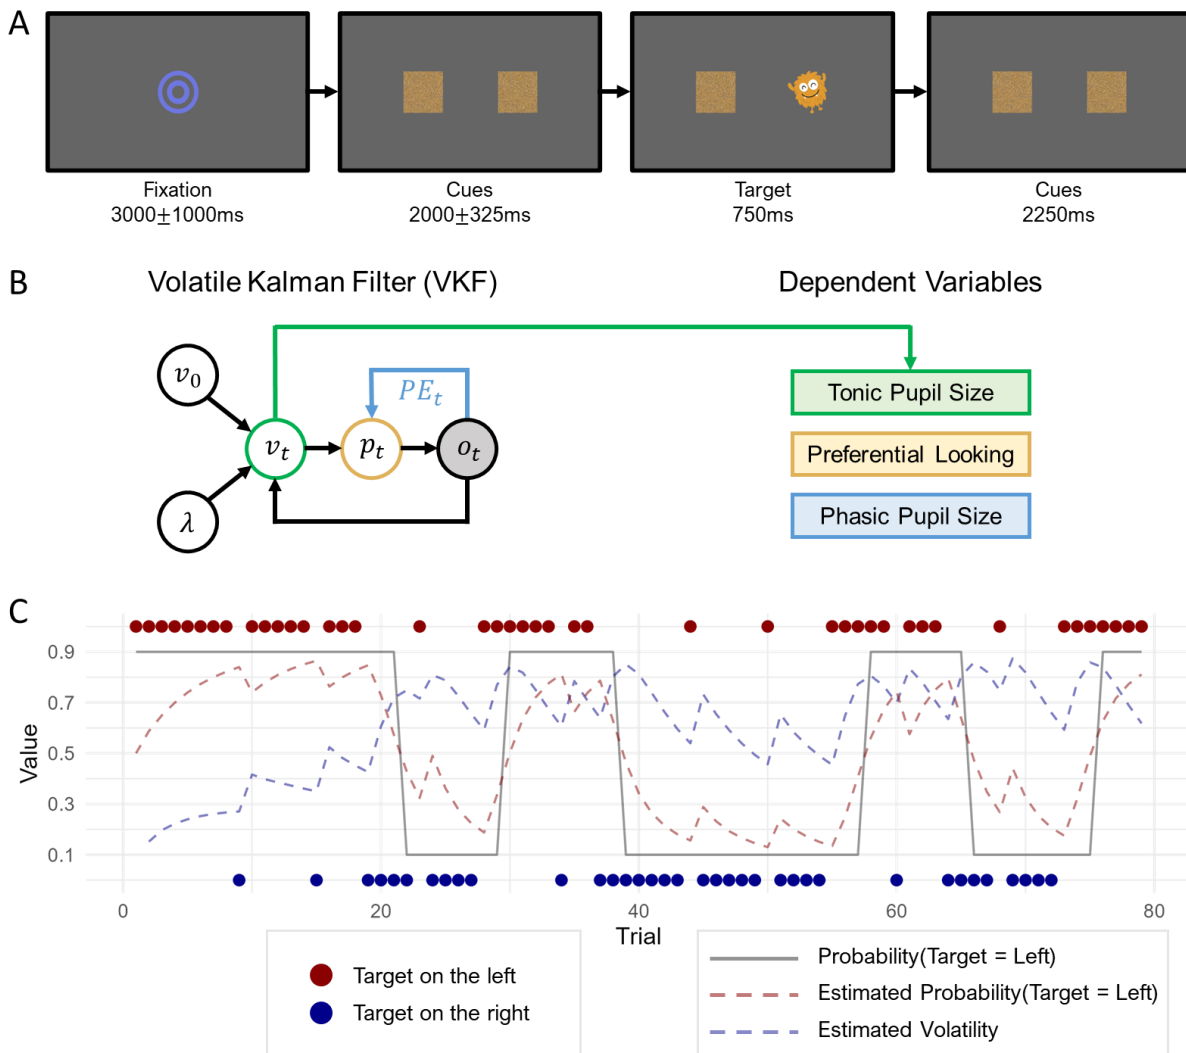 A
Fixation
3000±1000ms
Cues
2000±325ms
Target
750ms
Cues
2250ms
B
Volatile Kalman Filter (VKF)
Dependent Variables
v₀
PEₜ
vₜ
pₜ
oₜ
λ
Tonic Pupil Size
Preferential Looking
Phasic Pupil Size
C
Value
0.9
0.7
0.5
0.3
0.1
0
20
40
60
80
Trial
Target on the left
Target on the right
Probability(Target = Left)
Estimated Probability(Target = Left)
Estimated Volatility